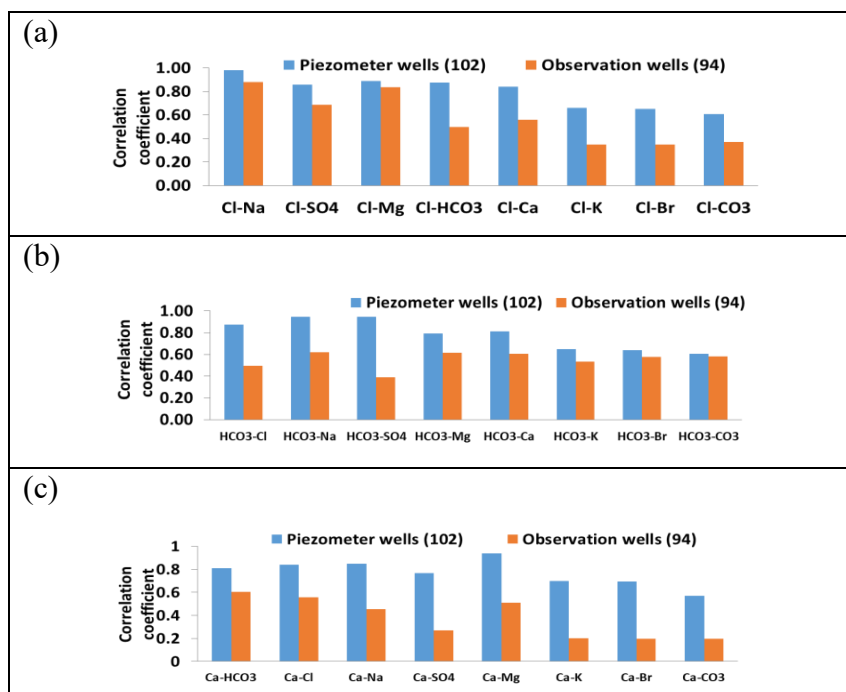 (a)
Piezometer wells (102) Observation wells (94)
Correlation
coefficient
1.00
0.80
0.60
0.40
0.20
0.00
Cl-Na Cl-SO4 Cl-Mg Cl-HCO3 Cl-Ca Cl-K Cl-Br Cl-CO3
(b)
Piezometer wells (102) Observation wells (94)
Correlation
coefficient
1.00
0.80
0.60
0.40
0.20
0.00
HCO3-Cl HCO3-Na HCO3-SO4 HCO3-Mg HCO3-Ca HCO3-K HCO3-Br HCO3-CO3
(c)
Piezometer wells (102) Observation wells (94)
Correlation
coefficient
1
0.8
0.6
0.4
0.2
0
Ca-HCO3 Ca-Cl Ca-Na Ca-SO4 Ca-Mg Ca-K Ca-Br Ca-CO3